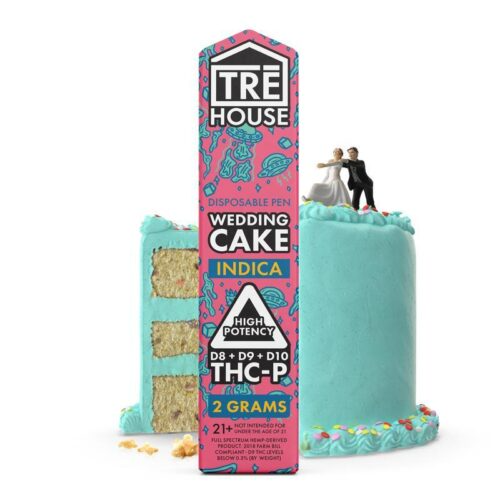 TRĒ
HOUSE
DISPOSABLE PEN
WEDDING
CAKE
INDICA
HIGH
POTENCY
D8 + D9 + D10
THC-P
2 GRAMS
21+ NOT INTENDED FOR
UNDER THE AGE OF 21
FULL SPECTRUM HEMP-DERIVED
PRODUCT: 2018 FARM BILL
COMPLIANT - D9 THC LEVELS
BELOW 0.3% (BY WEIGHT)